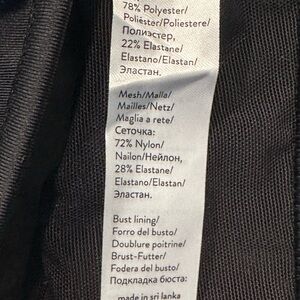 78% Polyester/
Poliéster/Poliestere/
Полиэстер,
22% Elastane/
Elastano/Elastan/
Эластан.
Mesh/Malla/
Mailles/Netz/
Maglia a rete/
Сеточка:
72% Nylon/
Nailon/Нейлон,
28% Elastane/
Elastano/Elastan/
Эластан.
Bust lining/
Forro del busto/
Doublure poitrine/
Brust-Futter/
Fodera del busto/
Подкладка бюста:
made in sri lanka